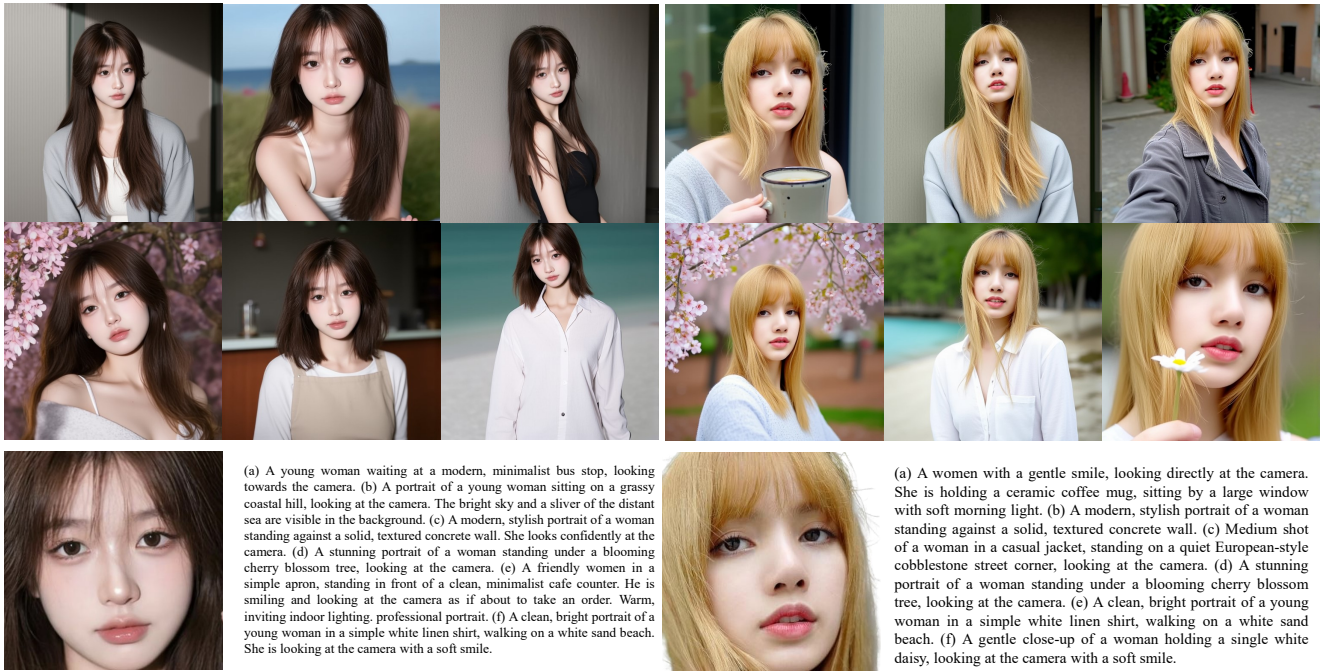 (a) A young woman waiting at a modern, minimalist bus stop, looking
towards the camera. (b) A portrait of a young woman sitting on a grassy
coastal hill, looking at the camera. The bright sky and a sliver of the distant
sea are visible in the background. (c) A modern, stylish portrait of a woman
standing against a solid, textured concrete wall. She looks confidently at the
camera. (d) A stunning portrait of a woman standing under a blooming
cherry blossom tree, looking at the camera. (e) A friendly women in a
simple apron, standing in front of a clean, minimalist cafe counter. He is
smiling and looking at the camera as if about to take an order. Warm,
inviting indoor lighting. professional portrait. (f) A clean, bright portrait of a
young woman in a simple white linen shirt, walking on a white sand beach.
She is looking at the camera with a soft smile.
(a) A women with a gentle smile, looking directly at the camera.
She is holding a ceramic coffee mug, sitting by a large window
with soft morning light. (b) A modern, stylish portrait of a woman
standing against a solid, textured concrete wall. (c) Medium shot
of a woman in a casual jacket, standing on a quiet European-style
cobblestone street corner, looking at the camera. (d) A stunning
portrait of a woman standing under a blooming cherry blossom
tree, looking at the camera. (e) A clean, bright portrait of a young
woman in a simple white linen shirt, walking on a white sand
beach. (f) A gentle close-up of a woman holding a single white
daisy, looking at the camera with a soft smile.